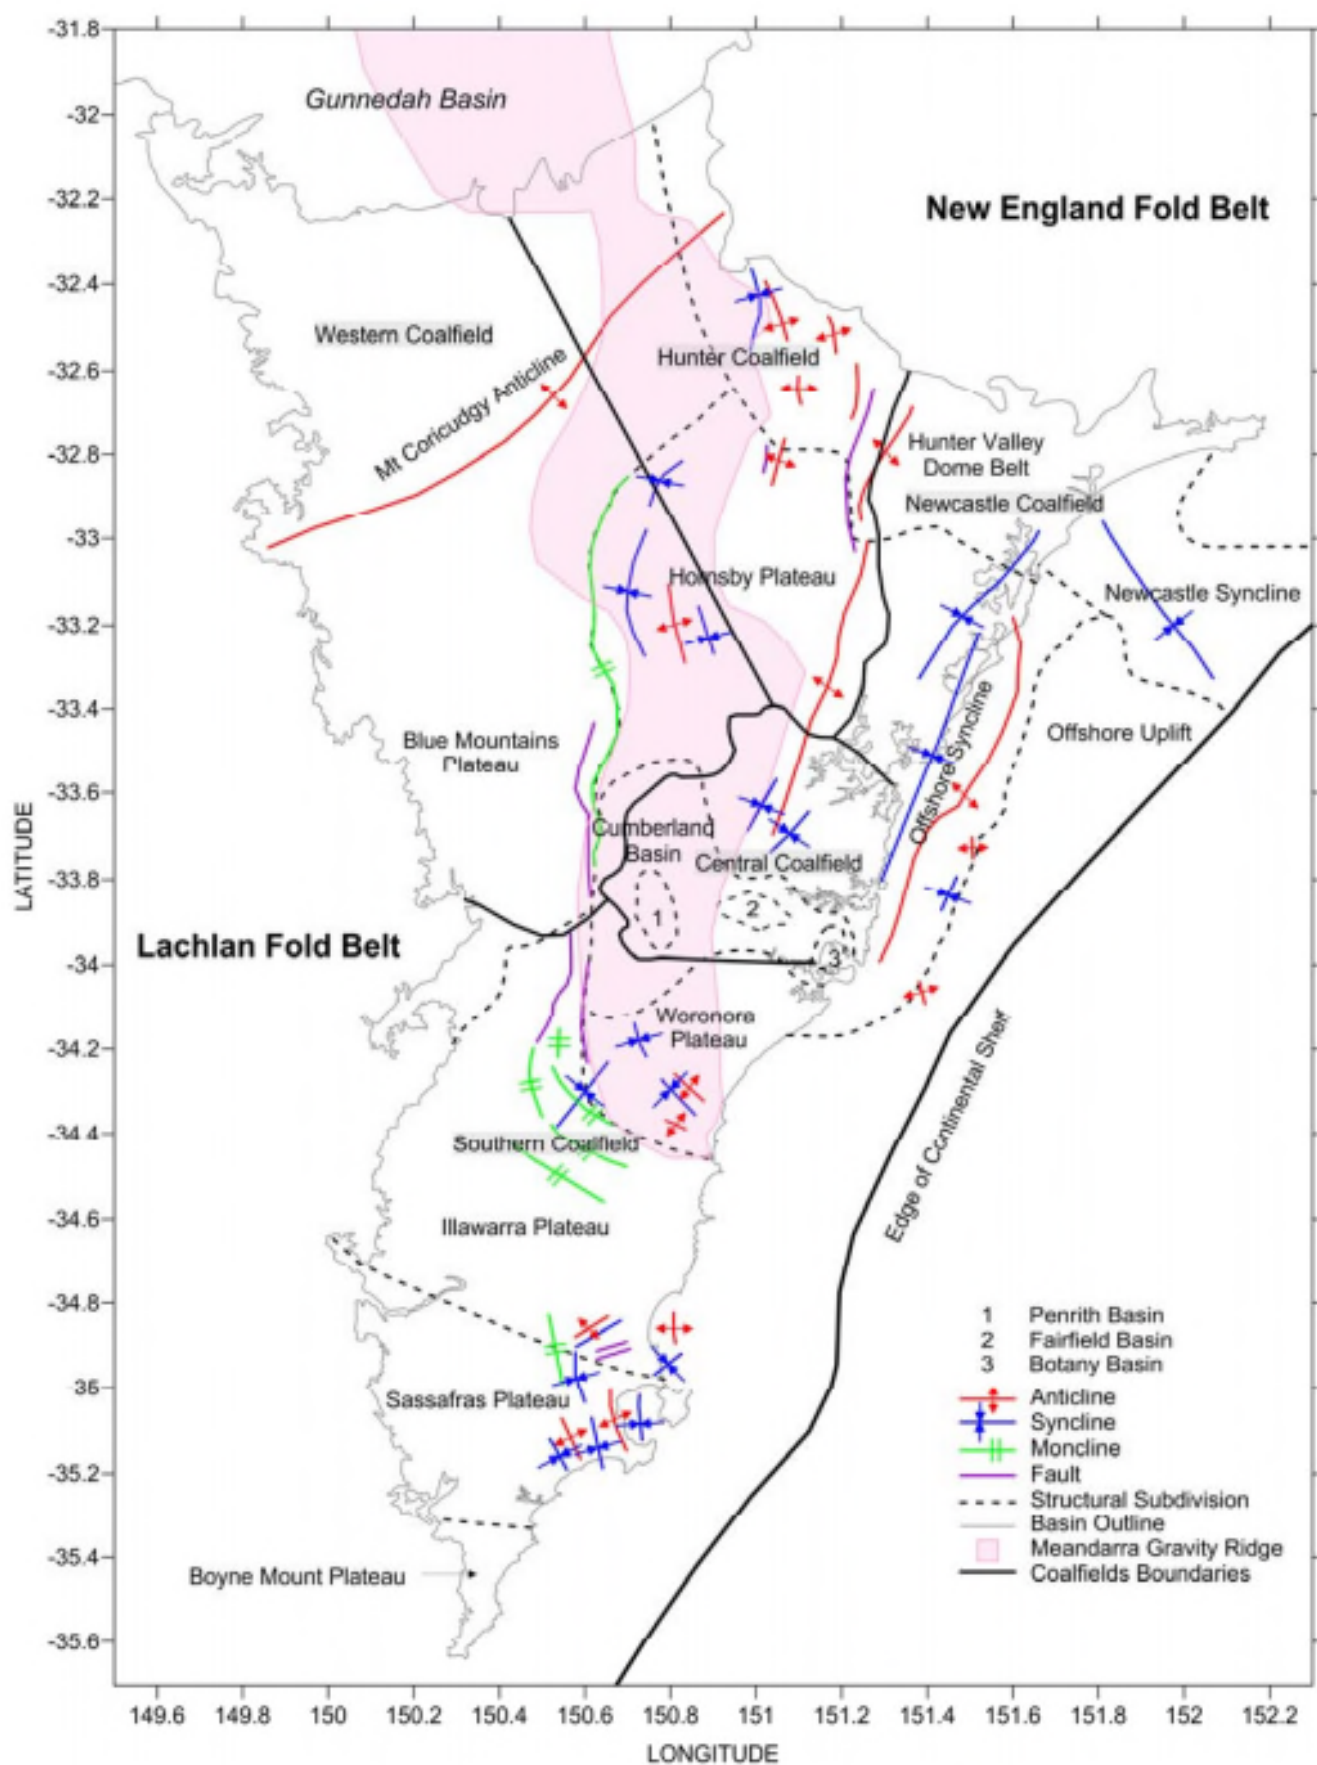 -31.8
-32
-32.2
-32.4
-32.6
-32.8
-33
-33.2
-33.4
-33.6
-33.8
-34
-34.2
-34.4
-34.6
-34.8
-35
-35.2
-35.4
-35.6
LATITUDE
Gunnedah Basin
New England Fold Belt
Western Coalfield
Hunter Coalfield
Mt Coricudgy Anticline
Hunter Valley
Dome Belt
Newcastle Coalfield
Hornsby Plateau
Newcastle Syncline
Blue Mountains
Plateau
Offshore Syncline
Offshore Uplift
Cumberland
Basin
Central Coalfield
1
2
3
Lachlan Fold Belt
Woronora
Plateau
Southern Coalfield
Edge of Continental Shelf
Illawarra Plateau
Sassafras Plateau
Boyne Mount Plateau
1 Penrith Basin
2 Fairfield Basin
3 Botany Basin
Anticline
Syncline
Moncline
Fault
Structural Subdivision
Basin Outline
Meandarra Gravity Ridge
Coalfields Boundaries
149.6 149.8 150 150.2 150.4 150.6 150.8 151 151.2 151.4 151.6 151.8 152 152.2
LONGITUDE